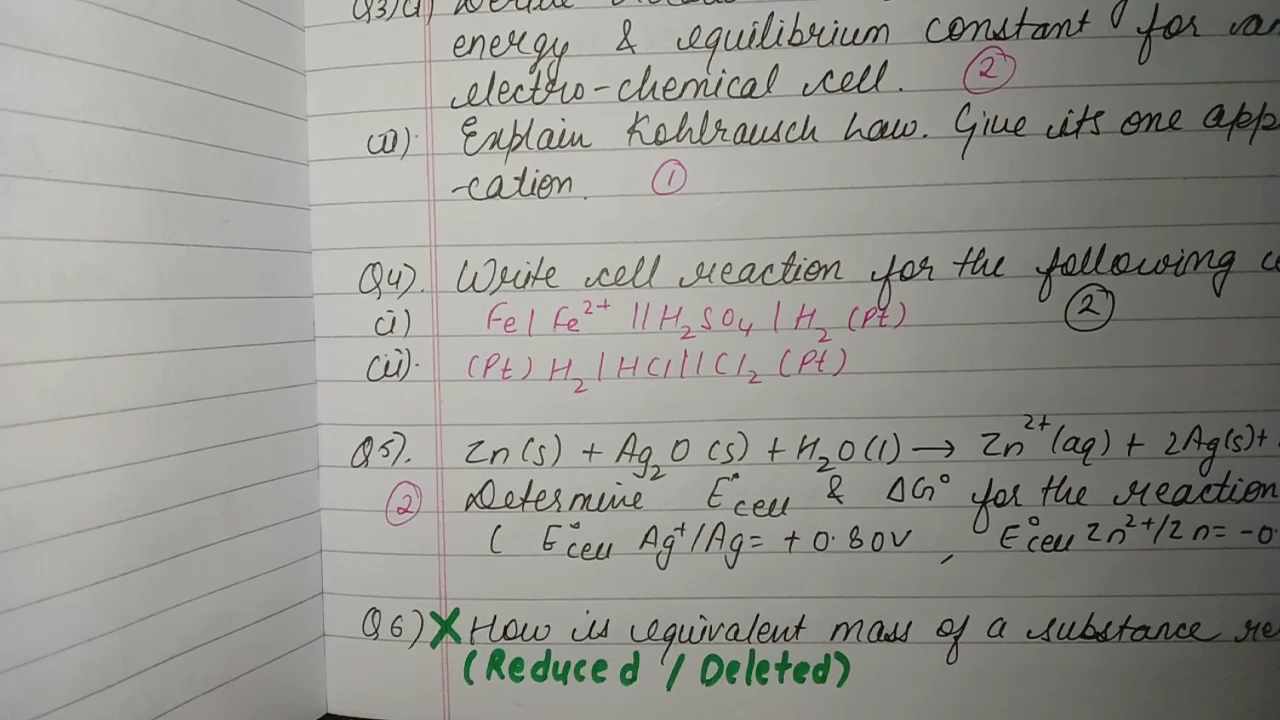 energy & equilibrium constant for
electro-chemical cell. ②
(ii). Explain Kohlrausch Law. Give its one app
-cation. ①
Q4). Write cell reaction for the following
(i) Fe | Fe²⁺ || H₂SO₄ | H₂ (Pt) ②
(ii). (Pt) H₂ | HCl || Cl₂ (Pt)
Q5). Zn(s) + Ag₂O (s) + H₂O (l) → Zn²⁺ (aq) + 2Ag(s) +
② Determine E°cell & ΔG° for the reaction
( E°cell Ag⁺/Ag = + 0.80V , E°cell Zn²⁺/Zn = -0
Q6) X How is equivalent mass of a substance re
(Reduced / Deleted)